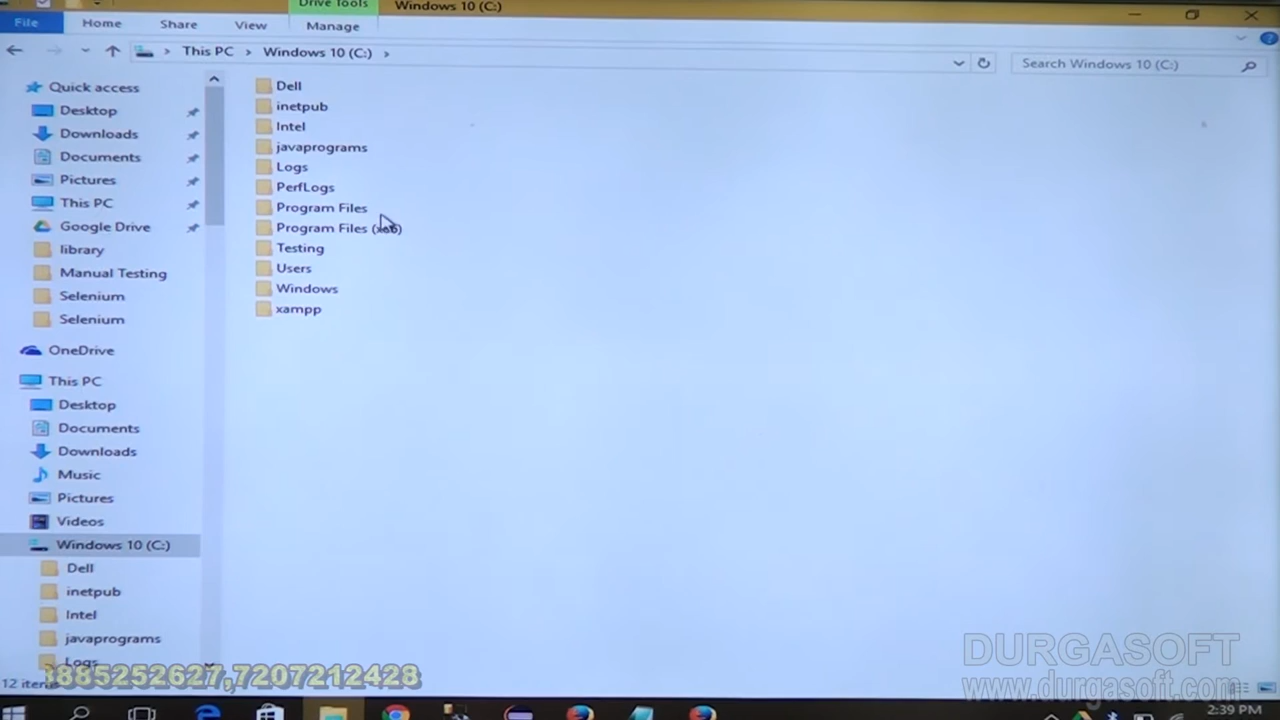 Drive Tools
Windows 10 (C:)
File
Home
Share
View
Manage
This PC
Windows 10 (C:)
Search Windows 10 (C:)
Quick access
Desktop
Downloads
Documents
Pictures
This PC
Google Drive
library
Manual Testing
Selenium
Selenium
OneDrive
This PC
Desktop
Documents
Downloads
Music
Pictures
Videos
Windows 10 (C:)
Dell
inetpub
Intel
javaprograms
Logs
Dell
inetpub
Intel
javaprograms
Logs
PerfLogs
Program Files
Program Files (x86)
Testing
Users
Windows
xampp
12 items
8885252627,7207212428
DURGASOFT
www.durgasoft.com
2:39 PM